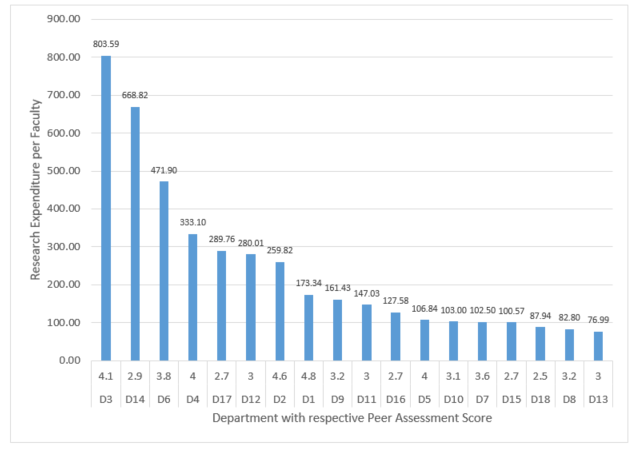 900.00
803.59
800.00
700.00
668.82
600.00
500.00
471.90
400.00
333.10
300.00
289.76 280.01 259.82
200.00
173.34 161.43 147.03 127.58 106.84 103.00 102.50 100.57 87.94 82.80 76.99
100.00
0.00
Research Expenditure per Faculty
4.1 2.9 3.8 4 2.7 3 4.6 4.8 3.2 3 2.7 4 3.1 3.6 2.7 2.5 3.2 3
D3 D14 D6 D4 D17 D12 D2 D1 D9 D11 D16 D5 D10 D7 D15 D18 D8 D13
Department with respective Peer Assessment Score